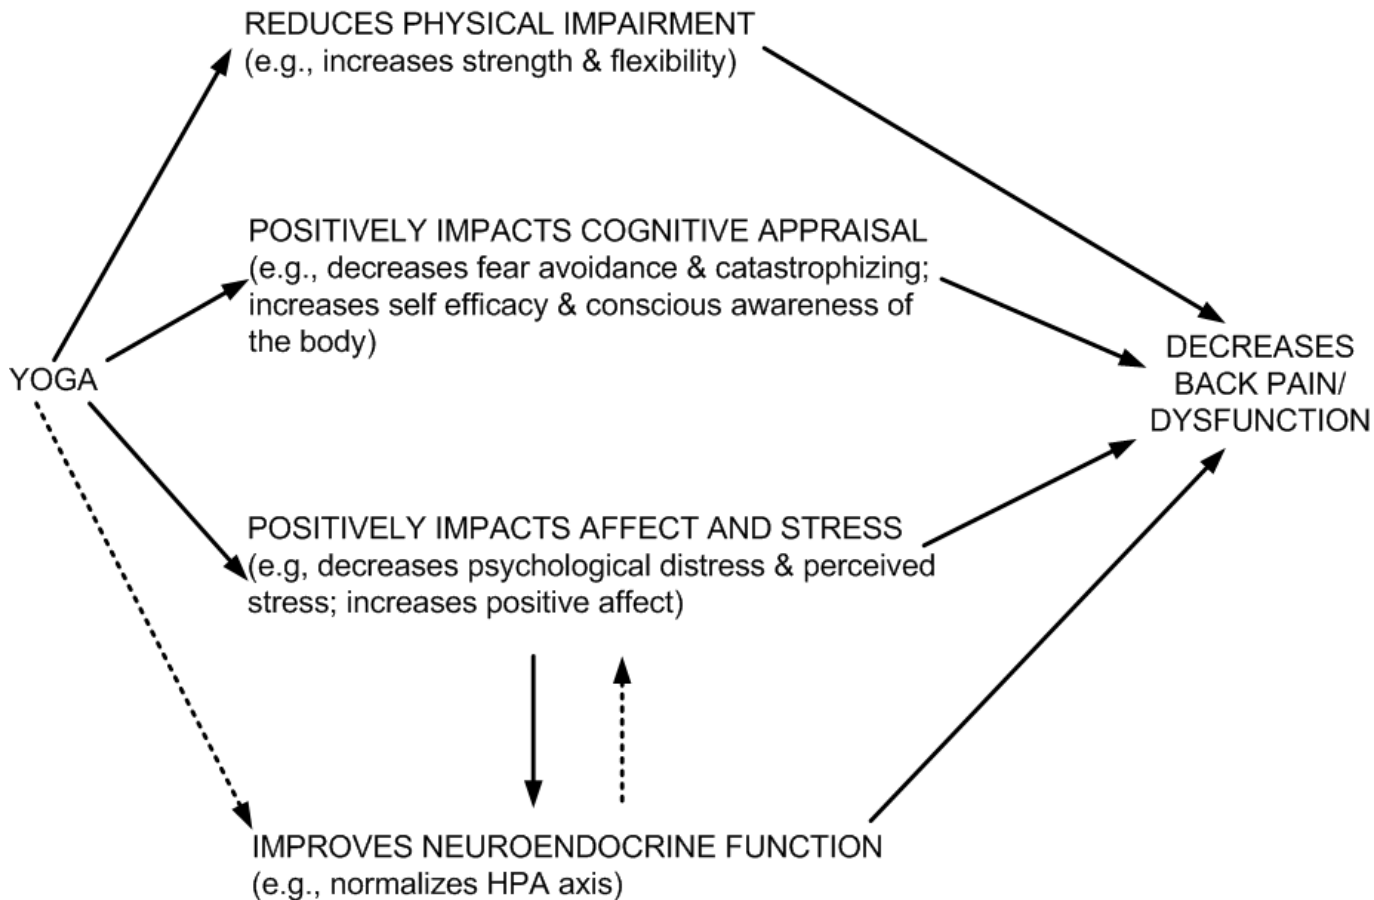 REDUCES PHYSICAL IMPAIRMENT
(e.g., increases strength & flexibility)
POSITIVELY IMPACTS COGNITIVE APPRAISAL
(e.g., decreases fear avoidance & catastrophizing;
increases self efficacy & conscious awareness of
the body)
YOGA
DECREASES
BACK PAIN/
DYSFUNCTION
POSITIVELY IMPACTS AFFECT AND STRESS
(e.g, decreases psychological distress & perceived
stress; increases positive affect)
IMPROVES NEUROENDOCRINE FUNCTION
(e.g., normalizes HPA axis)